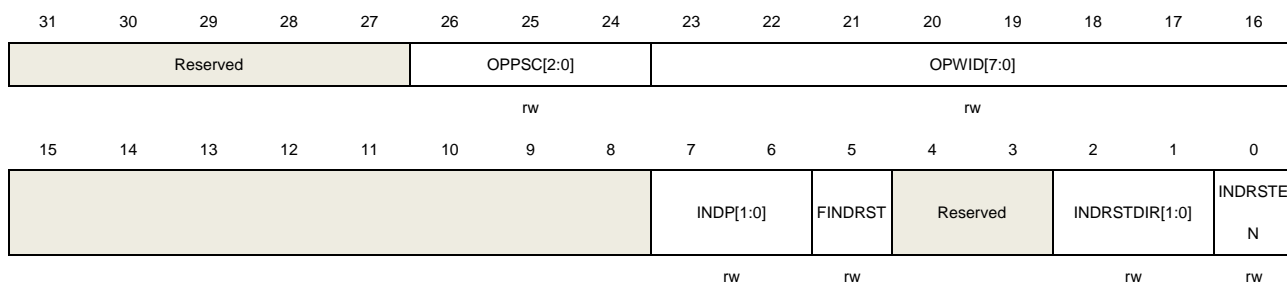 31 30 29 28 27 26 25 24 23 22 21 20 19 18 17 16
Reserved OPPSC[2:0] OPWID[7:0]
rw rw
15 14 13 12 11 10 9 8 7 6 5 4 3 2 1 0
INDP[1:0] FINDRST Reserved INDRSTDIR[1:0] INDRSTE
N
rw rw rw rw